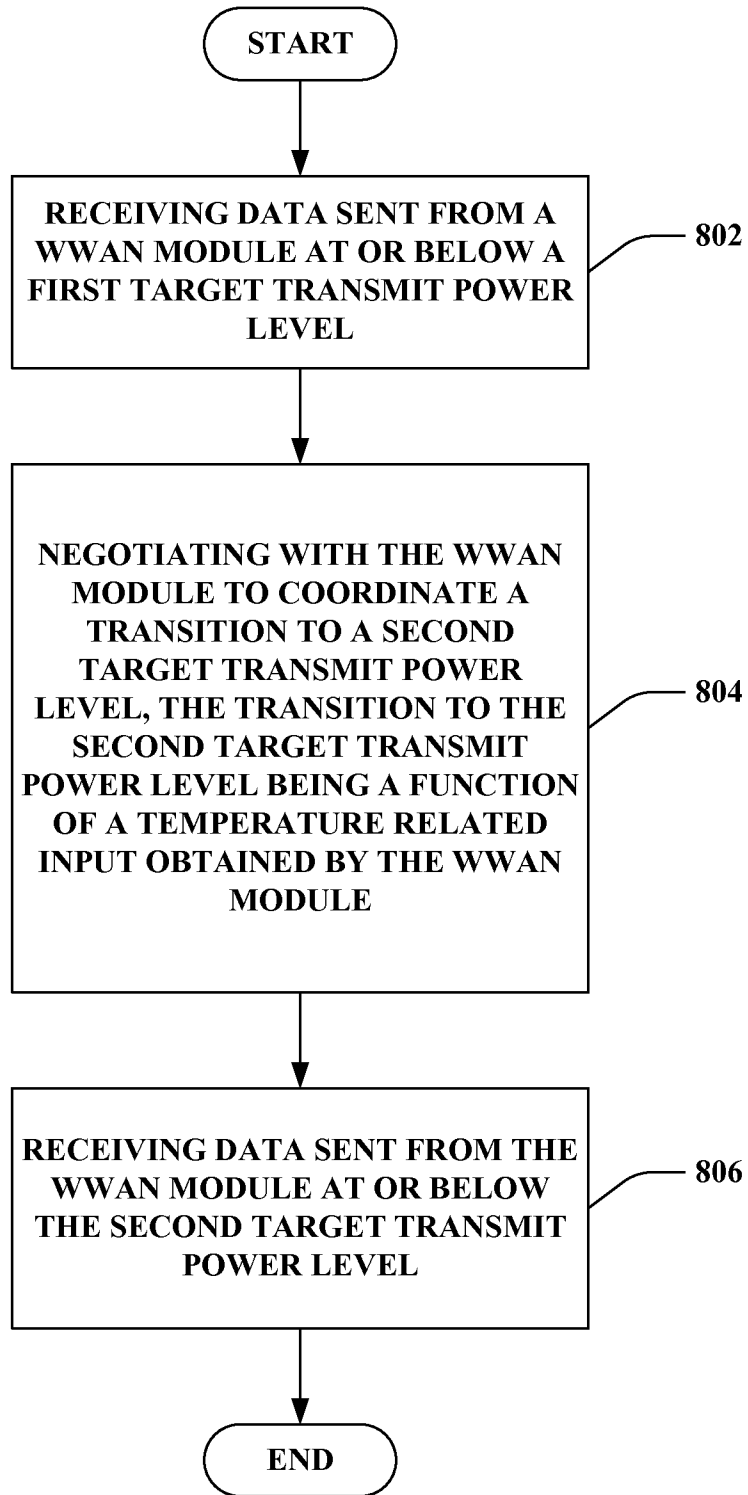 START
RECEIVING DATA SENT FROM A
WWAN MODULE AT OR BELOW A
FIRST TARGET TRANSMIT POWER
LEVEL
802
NEGOTIATING WITH THE WWAN
MODULE TO COORDINATE A
TRANSITION TO A SECOND
TARGET TRANSMIT POWER
LEVEL, THE TRANSITION TO THE
SECOND TARGET TRANSMIT
POWER LEVEL BEING A FUNCTION
OF A TEMPERATURE RELATED
INPUT OBTAINED BY THE WWAN
MODULE
804
RECEIVING DATA SENT FROM THE
WWAN MODULE AT OR BELOW
THE SECOND TARGET TRANSMIT
POWER LEVEL
806
END